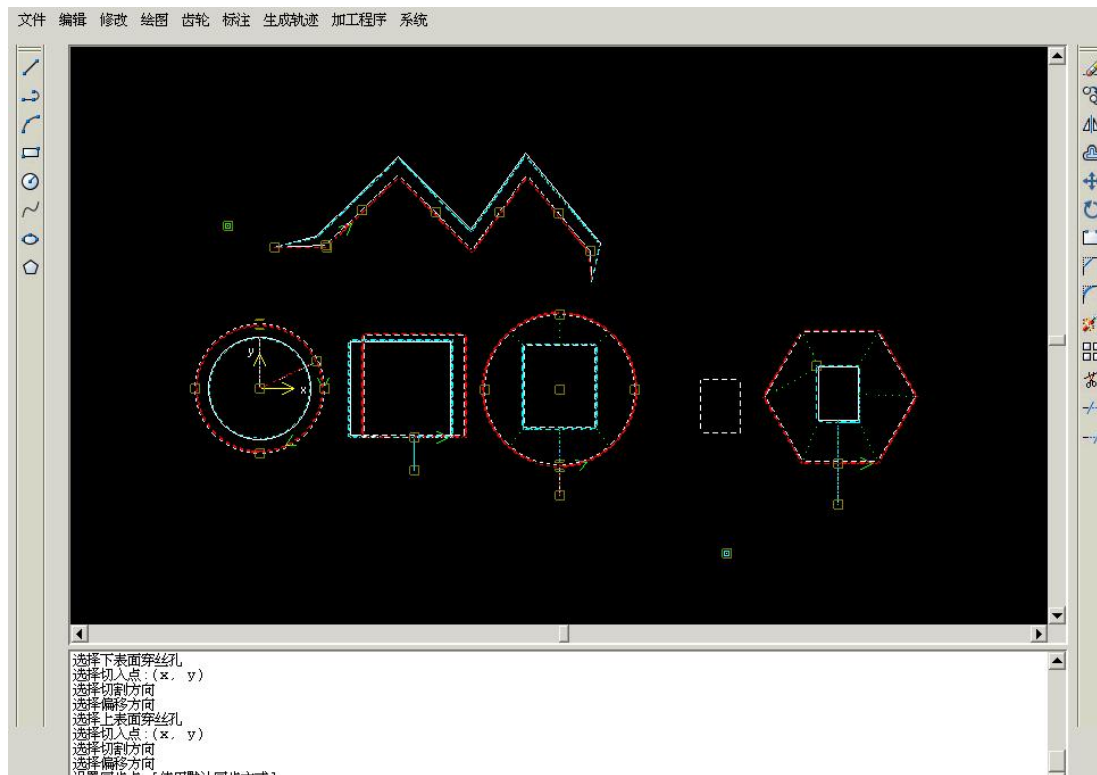 文件 编辑 修改 绘图 齿轮 标注 生成轨迹 加工程序 系统
y
x
选择下表面穿丝孔
选择切入点:(x, y)
选择切割方向
选择偏移方向
选择上表面穿丝孔
选择切入点:(x, y)
选择切割方向
选择偏移方向